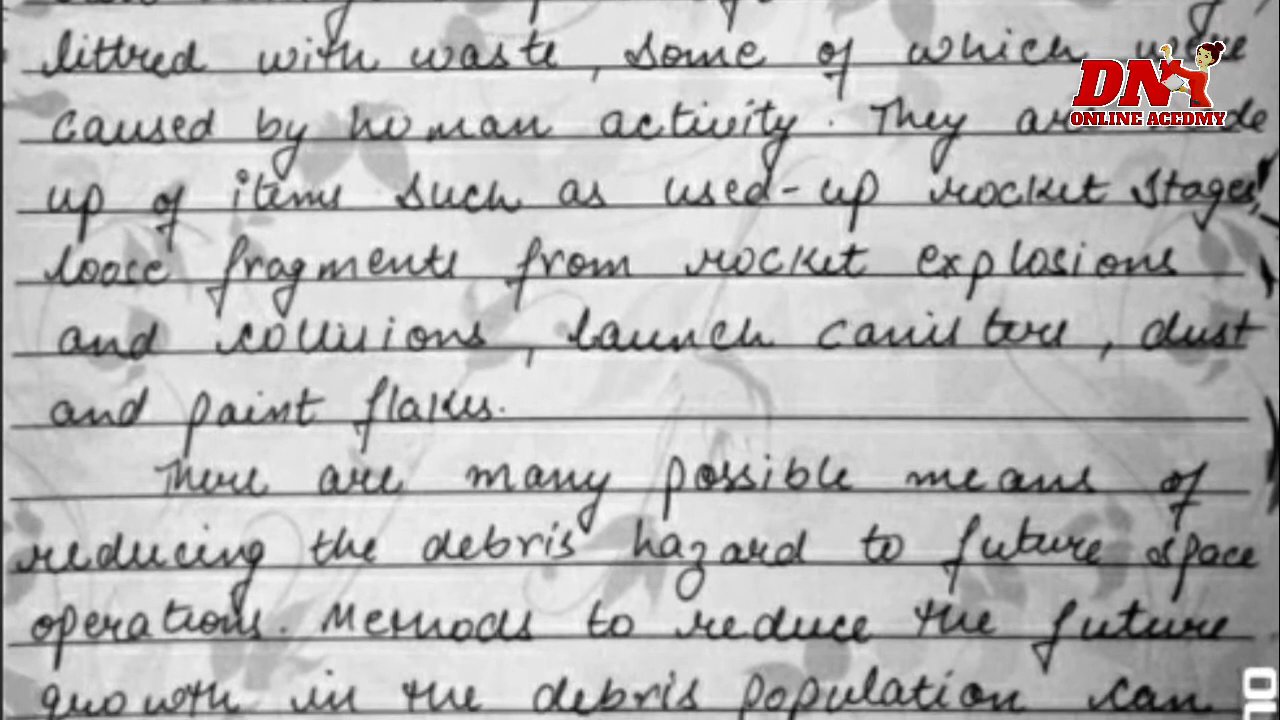 littred with waste, some of which were
caused by human activity. They are made
up of items such as used-up rocket stages,
loose fragments from rocket explosions
and collisions, launch canisters, dust
and paint flakes.
There are many possible means of
reducing the debris hazard to future space
operations. Methods to reduce the future
growth in the debris population can
DN
ONLINE ACEDMY